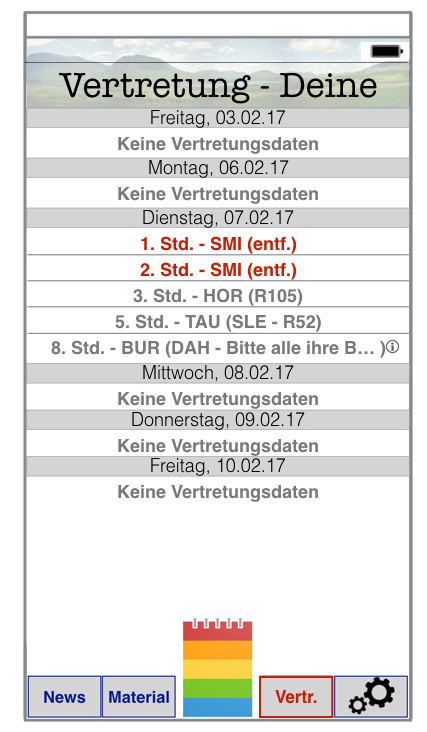 Vertretung - Deine
Freitag, 03.02.17
Keine Vertretungsdaten
Montag, 06.02.17
Keine Vertretungsdaten
Dienstag, 07.02.17
1. Std. - SMI (entf.)
2. Std. - SMI (entf.)
3. Std. - HOR (R105)
5. Std. - TAU (SLE - R52)
8. Std. - BUR (DAH - Bitte alle ihre B… )
Mittwoch, 08.02.17
Keine Vertretungsdaten
Donnerstag, 09.02.17
Keine Vertretungsdaten
Freitag, 10.02.17
Keine Vertretungsdaten
News Material Vertr.